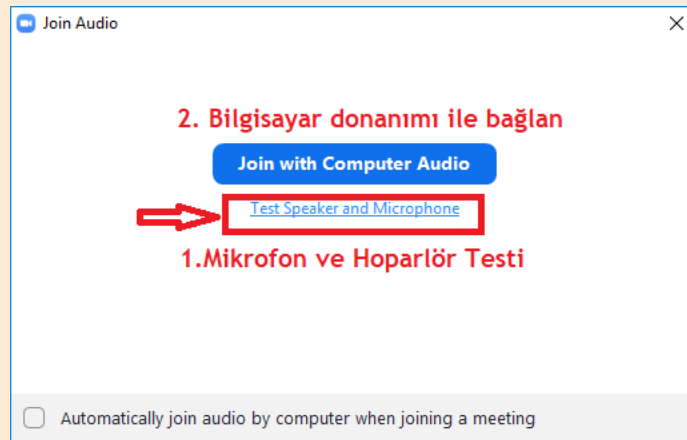 Join Audio
2. Bilgisayar donanımı ile bağlan
Join with Computer Audio
Test Speaker and Microphone
1.Mikrofon ve Hoparlör Testi
Automatically join audio by computer when joining a meeting